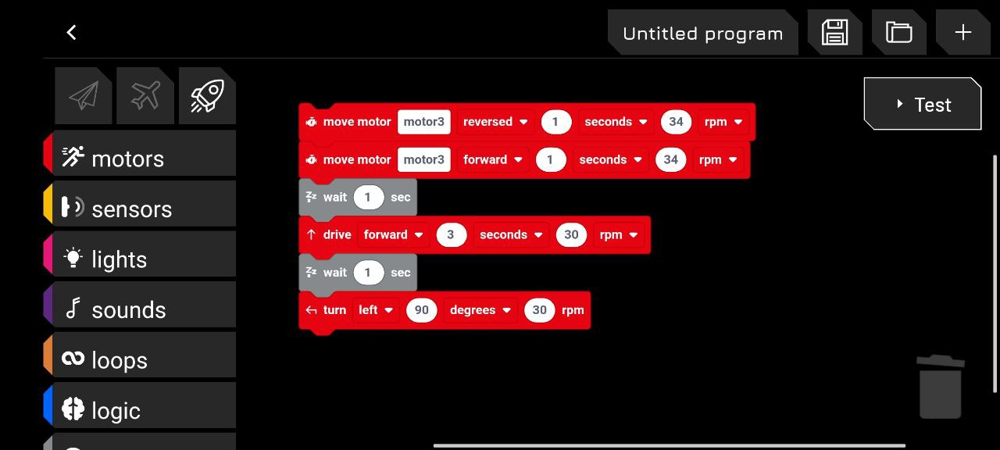 Untitled program
Test
motors
sensors
lights
sounds
loops
logic
move motor motor3 reversed 1 seconds 34 rpm
move motor motor3 forward 1 seconds 34 rpm
Zz wait 1 sec
drive forward 3 seconds 30 rpm
Zz wait 1 sec
turn left 90 degrees 30 rpm